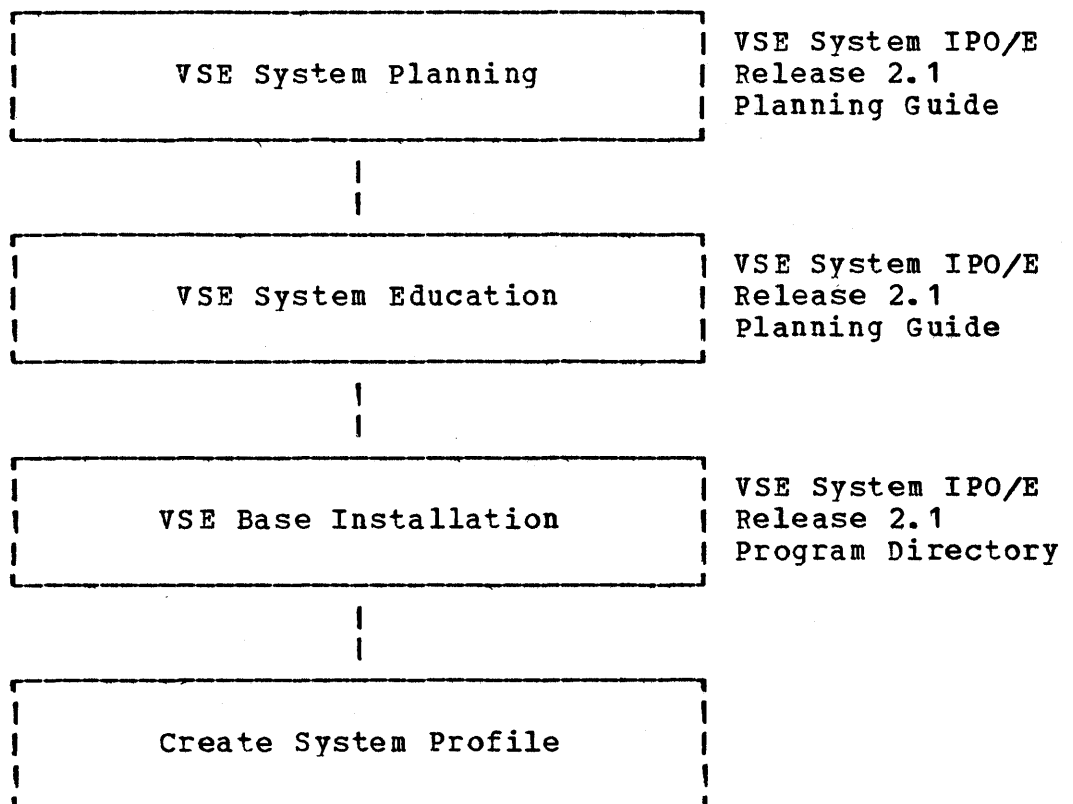 VSE System Planning
VSE System IPO/E
Release 2.1
Planning Guide
VSE System Education
VSE System IPO/E
Release 2.1
Planning Guide
VSE Base Installation
VSE System IPO/E
Release 2.1
Program Directory
Create System Profile